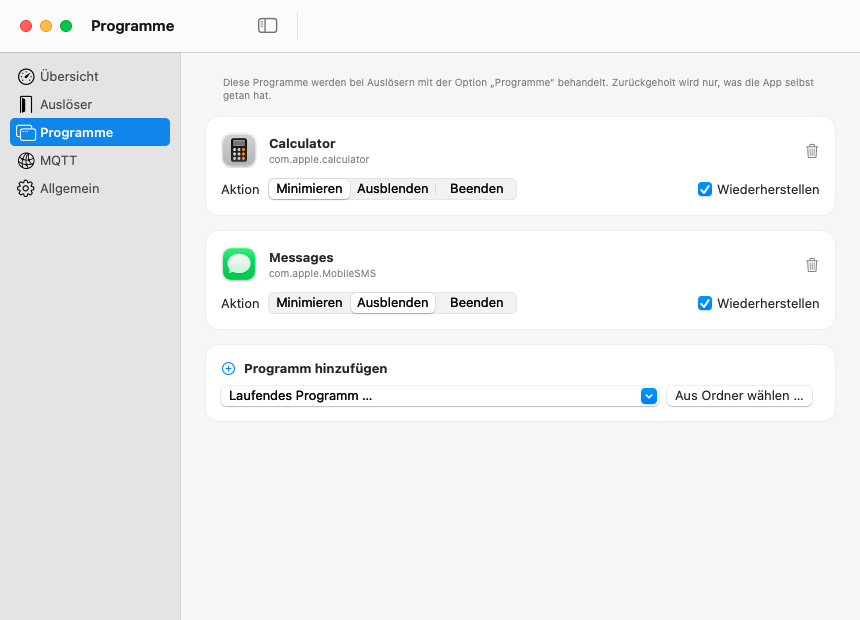 Programme
Übersicht
Auslöser
Programme
MQTT
Allgemein
Diese Programme werden bei Auslösern mit der Option „Programme“ behandelt. Zurückgeholt wird nur, was die App selbst
getan hat.
Calculator
com.apple.calculator
Aktion Minimieren Ausblenden Beenden Wiederherstellen
Messages
com.apple.MobileSMS
Aktion Minimieren Ausblenden Beenden Wiederherstellen
Programm hinzufügen
Laufendes Programm ... Aus Ordner wählen ...